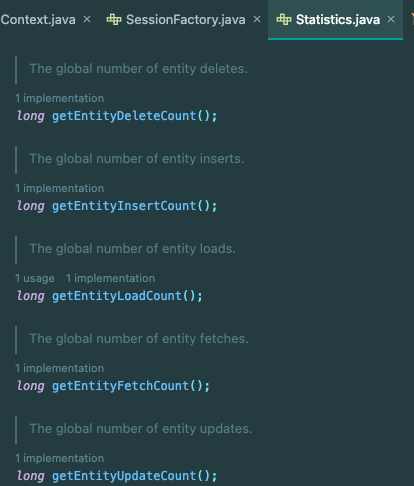 Context.java × SessionFactory.java × Statistics.java ×
The global number of entity deletes.
1 implementation
long getEntityDeleteCount();
The global number of entity inserts.
1 implementation
long getEntityInsertCount();
The global number of entity loads.
1 usage 1 implementation
long getEntityLoadCount();
The global number of entity fetches.
1 implementation
long getEntityFetchCount();
The global number of entity updates.
1 implementation
long getEntityUpdateCount();